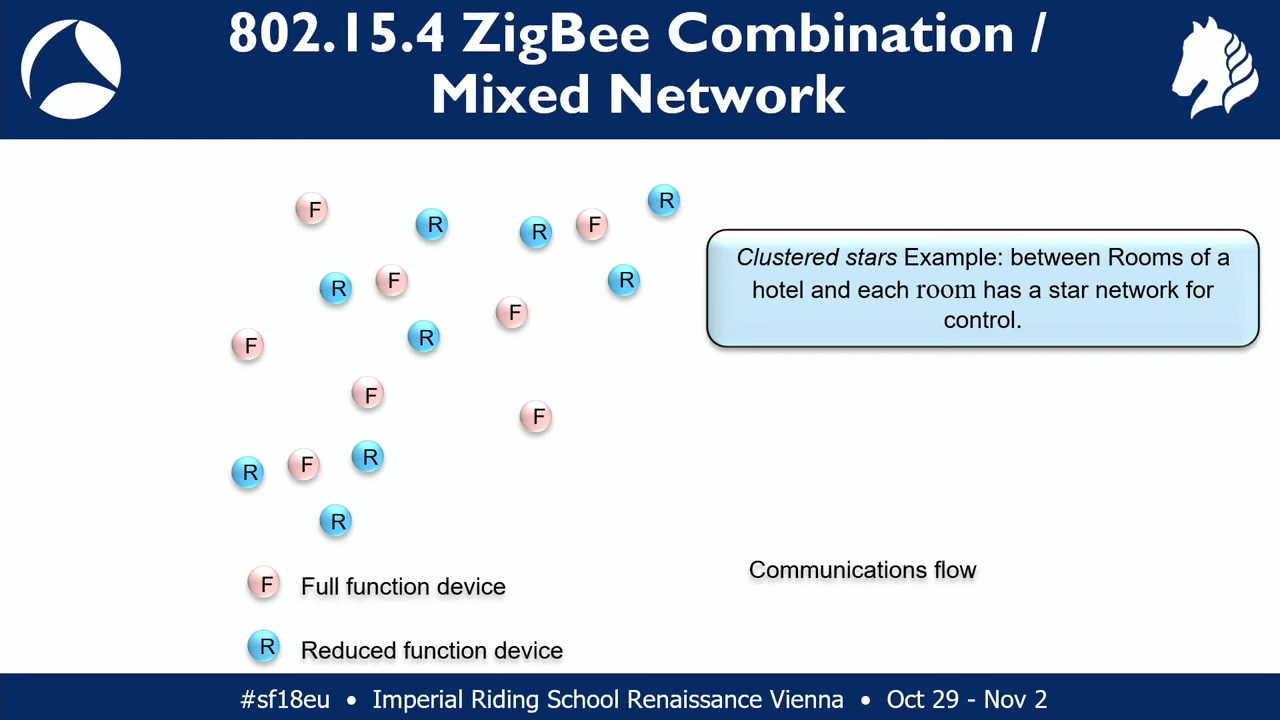 802.15.4 ZigBee Combination /
Mixed Network
F
R
R
F
R
R
F
F
R
R
F
F
F
F
R
F
R
R
Clustered stars Example: between Rooms of a
hotel and each room has a star network for
control.
F Full function device
R Reduced function device
Communications flow
#sf18eu • Imperial Riding School Renaissance Vienna • Oct 29 - Nov 2